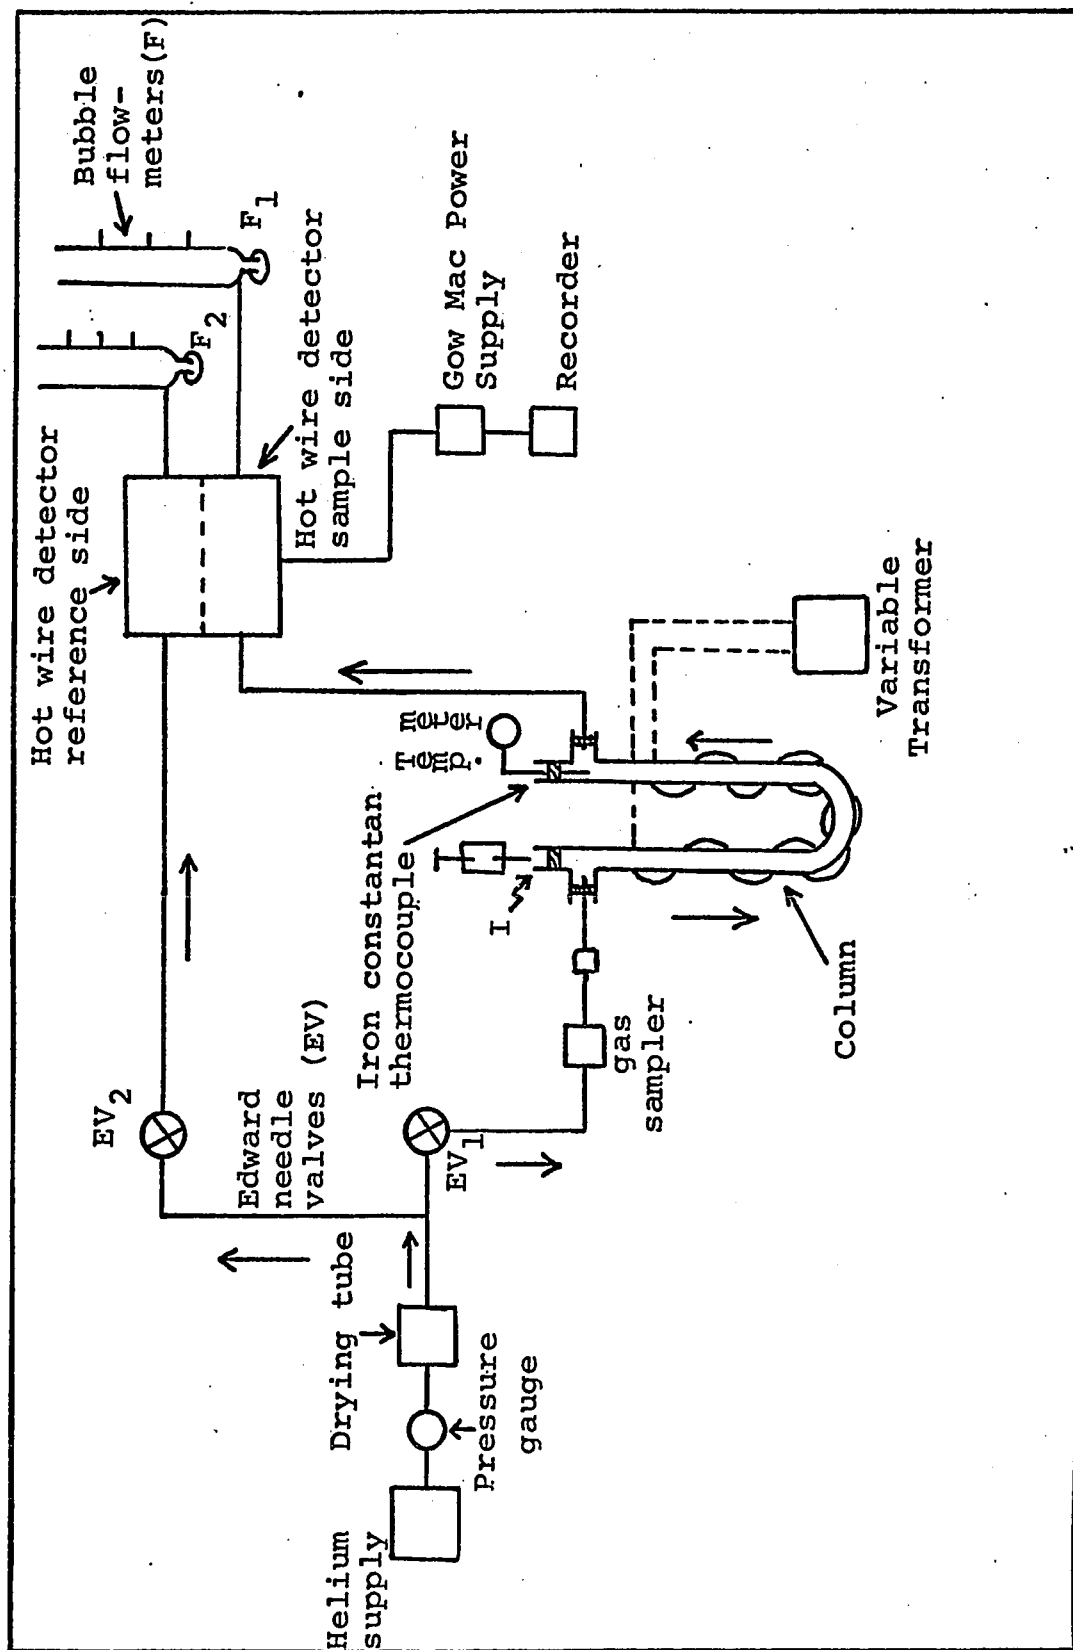 Helium
supply
Pressure
gauge
Drying tube
Edward
needle
valves (EV)
EV2
EV1
gas
sampler
I
Iron constantan
thermocouple
Temp.
meter
Column
Variable
Transformer
Hot wire detector
reference side
Hot wire detector
sample side
Gow Mac Power
Supply
Recorder
F2
F1
Bubble
flow-
meters(F)